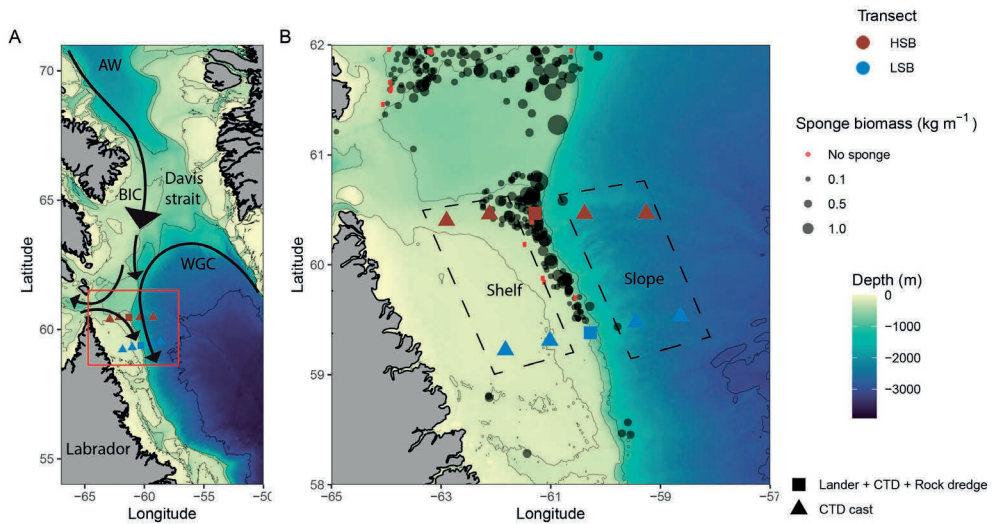 A
B
AW
BIC
Davis
strait
WGC
Labrador
70
65
60
55
−65
−60
−55
−50
Latitude
Longitude
62
61
60
59
58
−65
−63
−61
−59
−57
Latitude
Longitude
Shelf
Slope
Transect
HSB
LSB
Sponge biomass (kg m−1)
No sponge
0.1
0.5
1.0
Depth (m)
0
−1000
−2000
−3000
Lander + CTD + Rock dredge
CTD cast